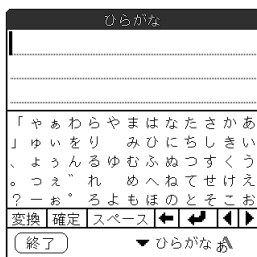 ひらがな
「ゃぁわらやまはなたさかあ
」ゅぃをり みひにちしきい
、ょぅんるゆむふぬつすくう
。っぇ゛れ めへねてせけえ
?ーぉ゜ろよもほのとそこお
変換 確定 スペース ← ↵ ◀ ▶
終了 ▼ ひらがな あA